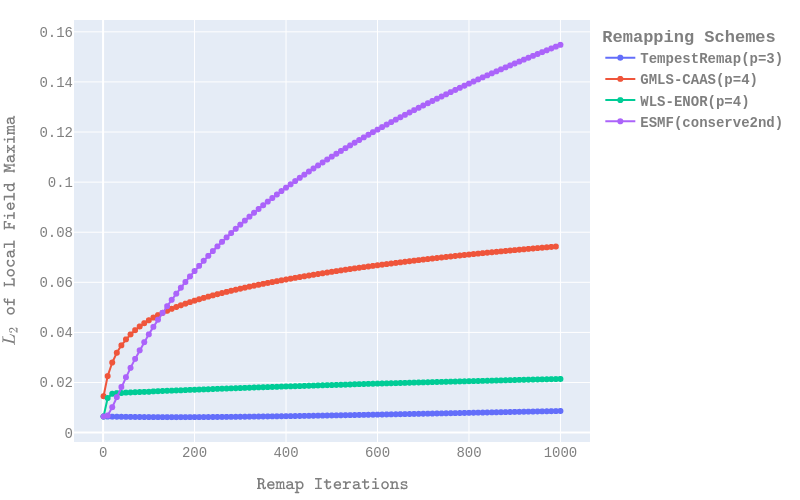 Remapping Schemes
TempestRemap(p=3)
GMLS-CAAS(p=4)
WLS-ENOR(p=4)
ESMF(conserve2nd)
L₂ of Local Field Maxima
0.16
0.14
0.12
0.1
0.08
0.06
0.04
0.02
0
0 200 400 600 800 1000
Remap Iterations